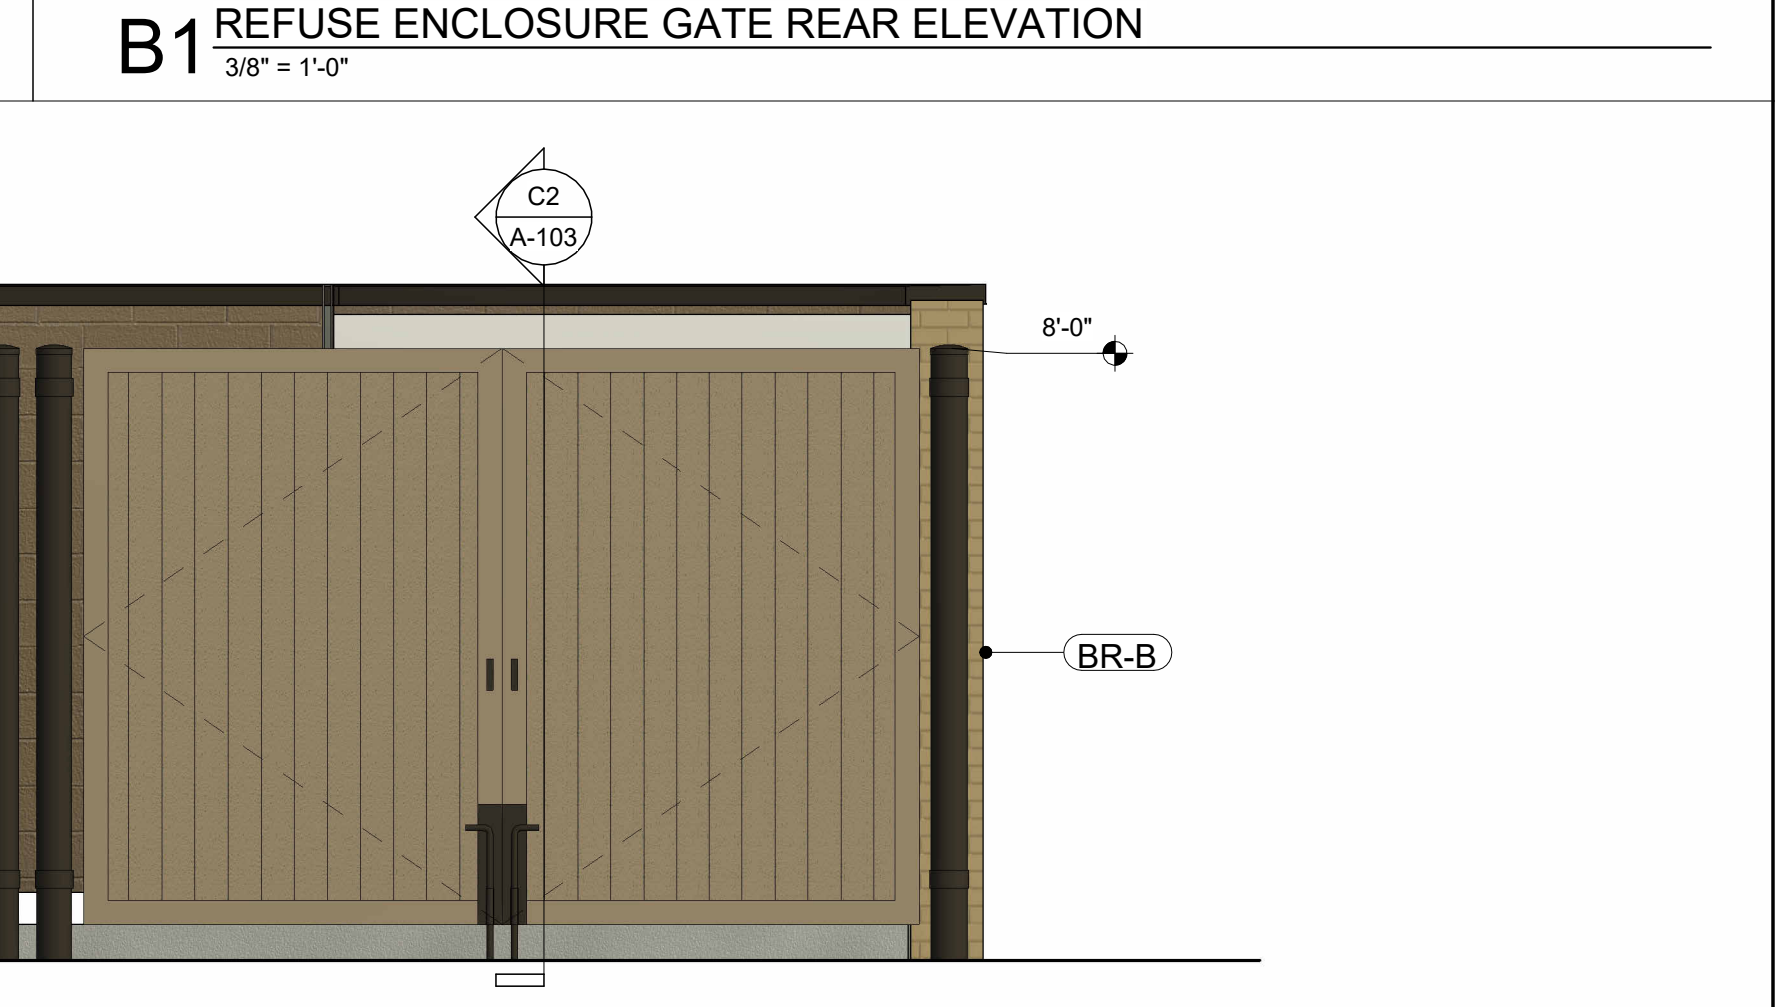 B1 REFUSE ENCLOSURE GATE REAR ELEVATION
3/8" = 1'-0"
C2
A-103
8'-0"
BR-B